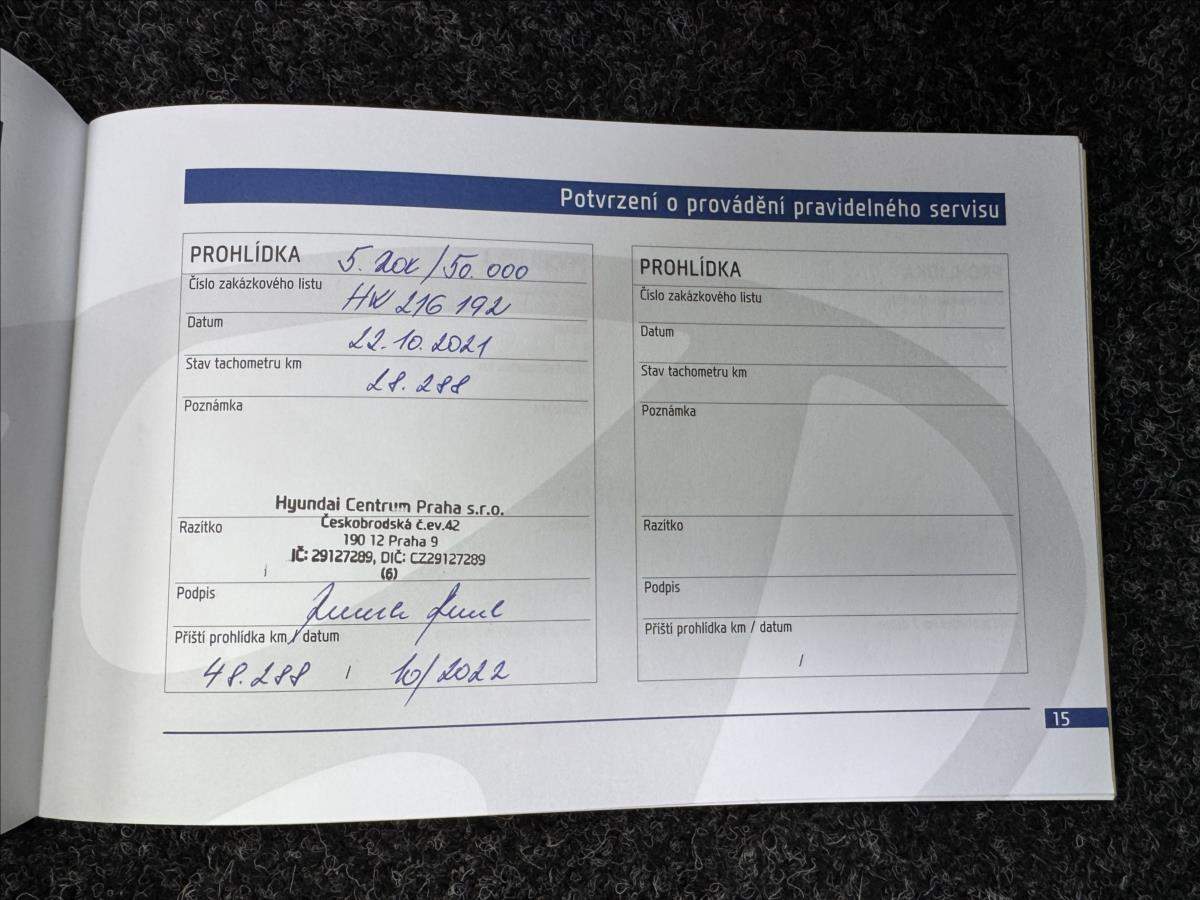 Potvrzení o provádění pravidelného servisu
PROHLÍDKA 5. rok/50.000
Číslo zakázkového listu HK 216 192
Datum 22.10.2021
Stav tachometru km 28.288
Poznámka
Hyundai Centrum Praha s.r.o.
Českobrodská č.ev.42
190 12 Praha 9
IČ: 29127289, DIČ: CZ29127289
(6)
Razítko
Podpis
Příští prohlídka km / datum
48.288 / 10/2022
PROHLÍDKA
Číslo zakázkového listu
Datum
Stav tachometru km
Poznámka
Razítko
Podpis
Příští prohlídka km / datum
/
15